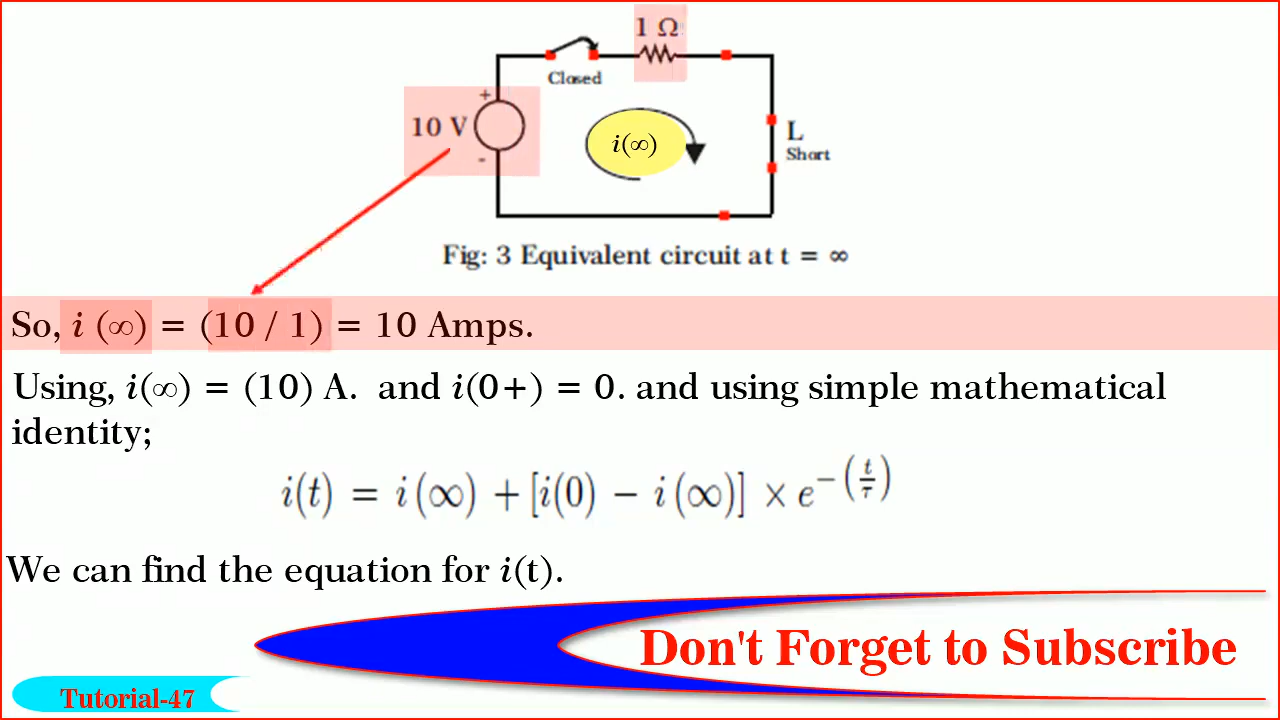 1 Ω
Closed
+
10 V
-
i(∞)
L
Short
Fig: 3 Equivalent circuit at t = ∞
So, i (∞) = (10 / 1) = 10 Amps.
Using, i(∞) = (10) A. and i(0+) = 0. and using simple mathematical
identity;
i(t) = i(∞) + [i(0) − i(∞)] × e^−(t/τ)
We can find the equation for i(t).
Don't Forget to Subscribe
Tutorial-47